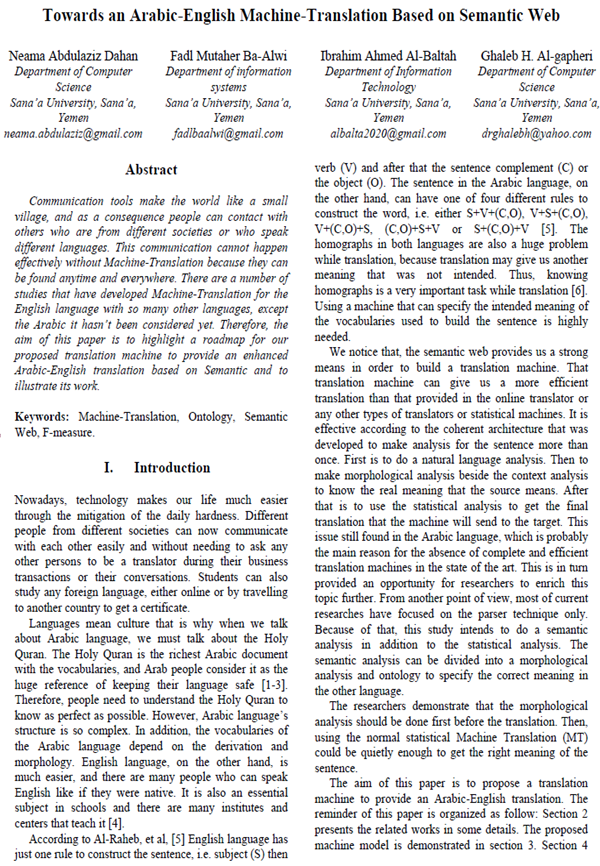 Towards an Arabic-English Machine-Translation Based on Semantic Web
Neama Abdulaziz Dahan
Department of Computer
Science
Sana’a University, Sana’a,
Yemen
neama.abdulaziz@gmail.com
Fadl Mutaher Ba-Alwi
Department of information
systems
Sana’a University, Sana’a,
Yemen
fadlbaalwi@gmail.com
Ibrahim Ahmed Al-Baltah
Department of Information
Technology
Sana’a University, Sana’a,
Yemen
albalta2020@gmail.com
Ghaleb H. Al-gapheri
Department of Computer
Science
Sana’a University, Sana’a,
Yemen
drghalebh@yahoo.com
Abstract
Communication tools make the world like a small
village, and as a consequence people can contact with
others who are from different societies or who speak
different languages. This communication cannot happen
effectively without Machine-Translation because they can
be found anytime and everywhere. There are a number of
studies that have developed Machine-Translation for the
English language with so many other languages, except
the Arabic it hasn’t been considered yet. Therefore, the
aim of this paper is to highlight a roadmap for our
proposed translation machine to provide an enhanced
Arabic-English translation based on Semantic and to
illustrate its work.
Keywords: Machine-Translation, Ontology, Semantic
Web, F-measure.
I. Introduction
Nowadays, technology makes our life much easier
through the mitigation of the daily hardness. Different
people from different societies can now communicate
with each other easily and without needing to ask any
other persons to be a translator during their business
transactions or their conversations. Students can also
study any foreign language, either online or by travelling
to another country to get a certificate.
Languages mean culture that is why when we talk
about Arabic language, we must talk about the Holy
Quran. The Holy Quran is the richest Arabic document
with the vocabularies, and Arab people consider it as the
huge reference of keeping their language safe [1-3].
Therefore, people need to understand the Holy Quran to
know as perfect as possible. However, Arabic language’s
structure is so complex. In addition, the vocabularies of
the Arabic language depend on the derivation and
morphology. English language, on the other hand, is
much easier, and there are many people who can speak
English like if they were native. It is also an essential
subject in schools and there are many institutes and
centers that teach it [4].
According to Al-Raheb, et al, [5] English language has
just one rule to construct the sentence, i.e. subject (S) then
verb (V) and after that the sentence complement (C) or
the object (O). The sentence in the Arabic language, on
the other hand, can have one of four different rules to
construct the word, i.e. either S+V+(C,O), V+S+(C,O),
V+(C,O)+S, (C,O)+S+V or S+(C,O)+V [5]. The
homographs in both languages are also a huge problem
while translation, because translation may give us another
meaning that was not intended. Thus, knowing
homographs is a very important task while translation [6].
Using a machine that can specify the intended meaning of
the vocabularies used to build the sentence is highly
needed.
We notice that, the semantic web provides us a strong
means in order to build a translation machine. That
translation machine can give us a more efficient
translation than that provided in the online translator or
any other types of translators or statistical machines. It is
effective according to the coherent architecture that was
developed to make analysis for the sentence more than
once. First is to do a natural language analysis. Then to
make morphological analysis beside the context analysis
to know the real meaning that the source means. After
that is to use the statistical analysis to get the final
translation that the machine will send to the target. This
issue still found in the Arabic language, which is probably
the main reason for the absence of complete and efficient
translation machines in the state of the art. This is in turn
provided an opportunity for researchers to enrich this
topic further. From another point of view, most of current
researches have focused on the parser technique only.
Because of that, this study intends to do a semantic
analysis in addition to the statistical analysis. The
semantic analysis can be divided into a morphological
analysis and ontology to specify the correct meaning in
the other language.
The researchers demonstrate that the morphological
analysis should be done first before the translation. Then,
using the normal statistical Machine Translation (MT)
could be quietly enough to get the right meaning of the
sentence.
The aim of this paper is to propose a translation
machine to provide an Arabic-English translation. The
reminder of this paper is organized as follow: Section 2
presents the related works in some details. The proposed
machine model is demonstrated in section 3. Section 4